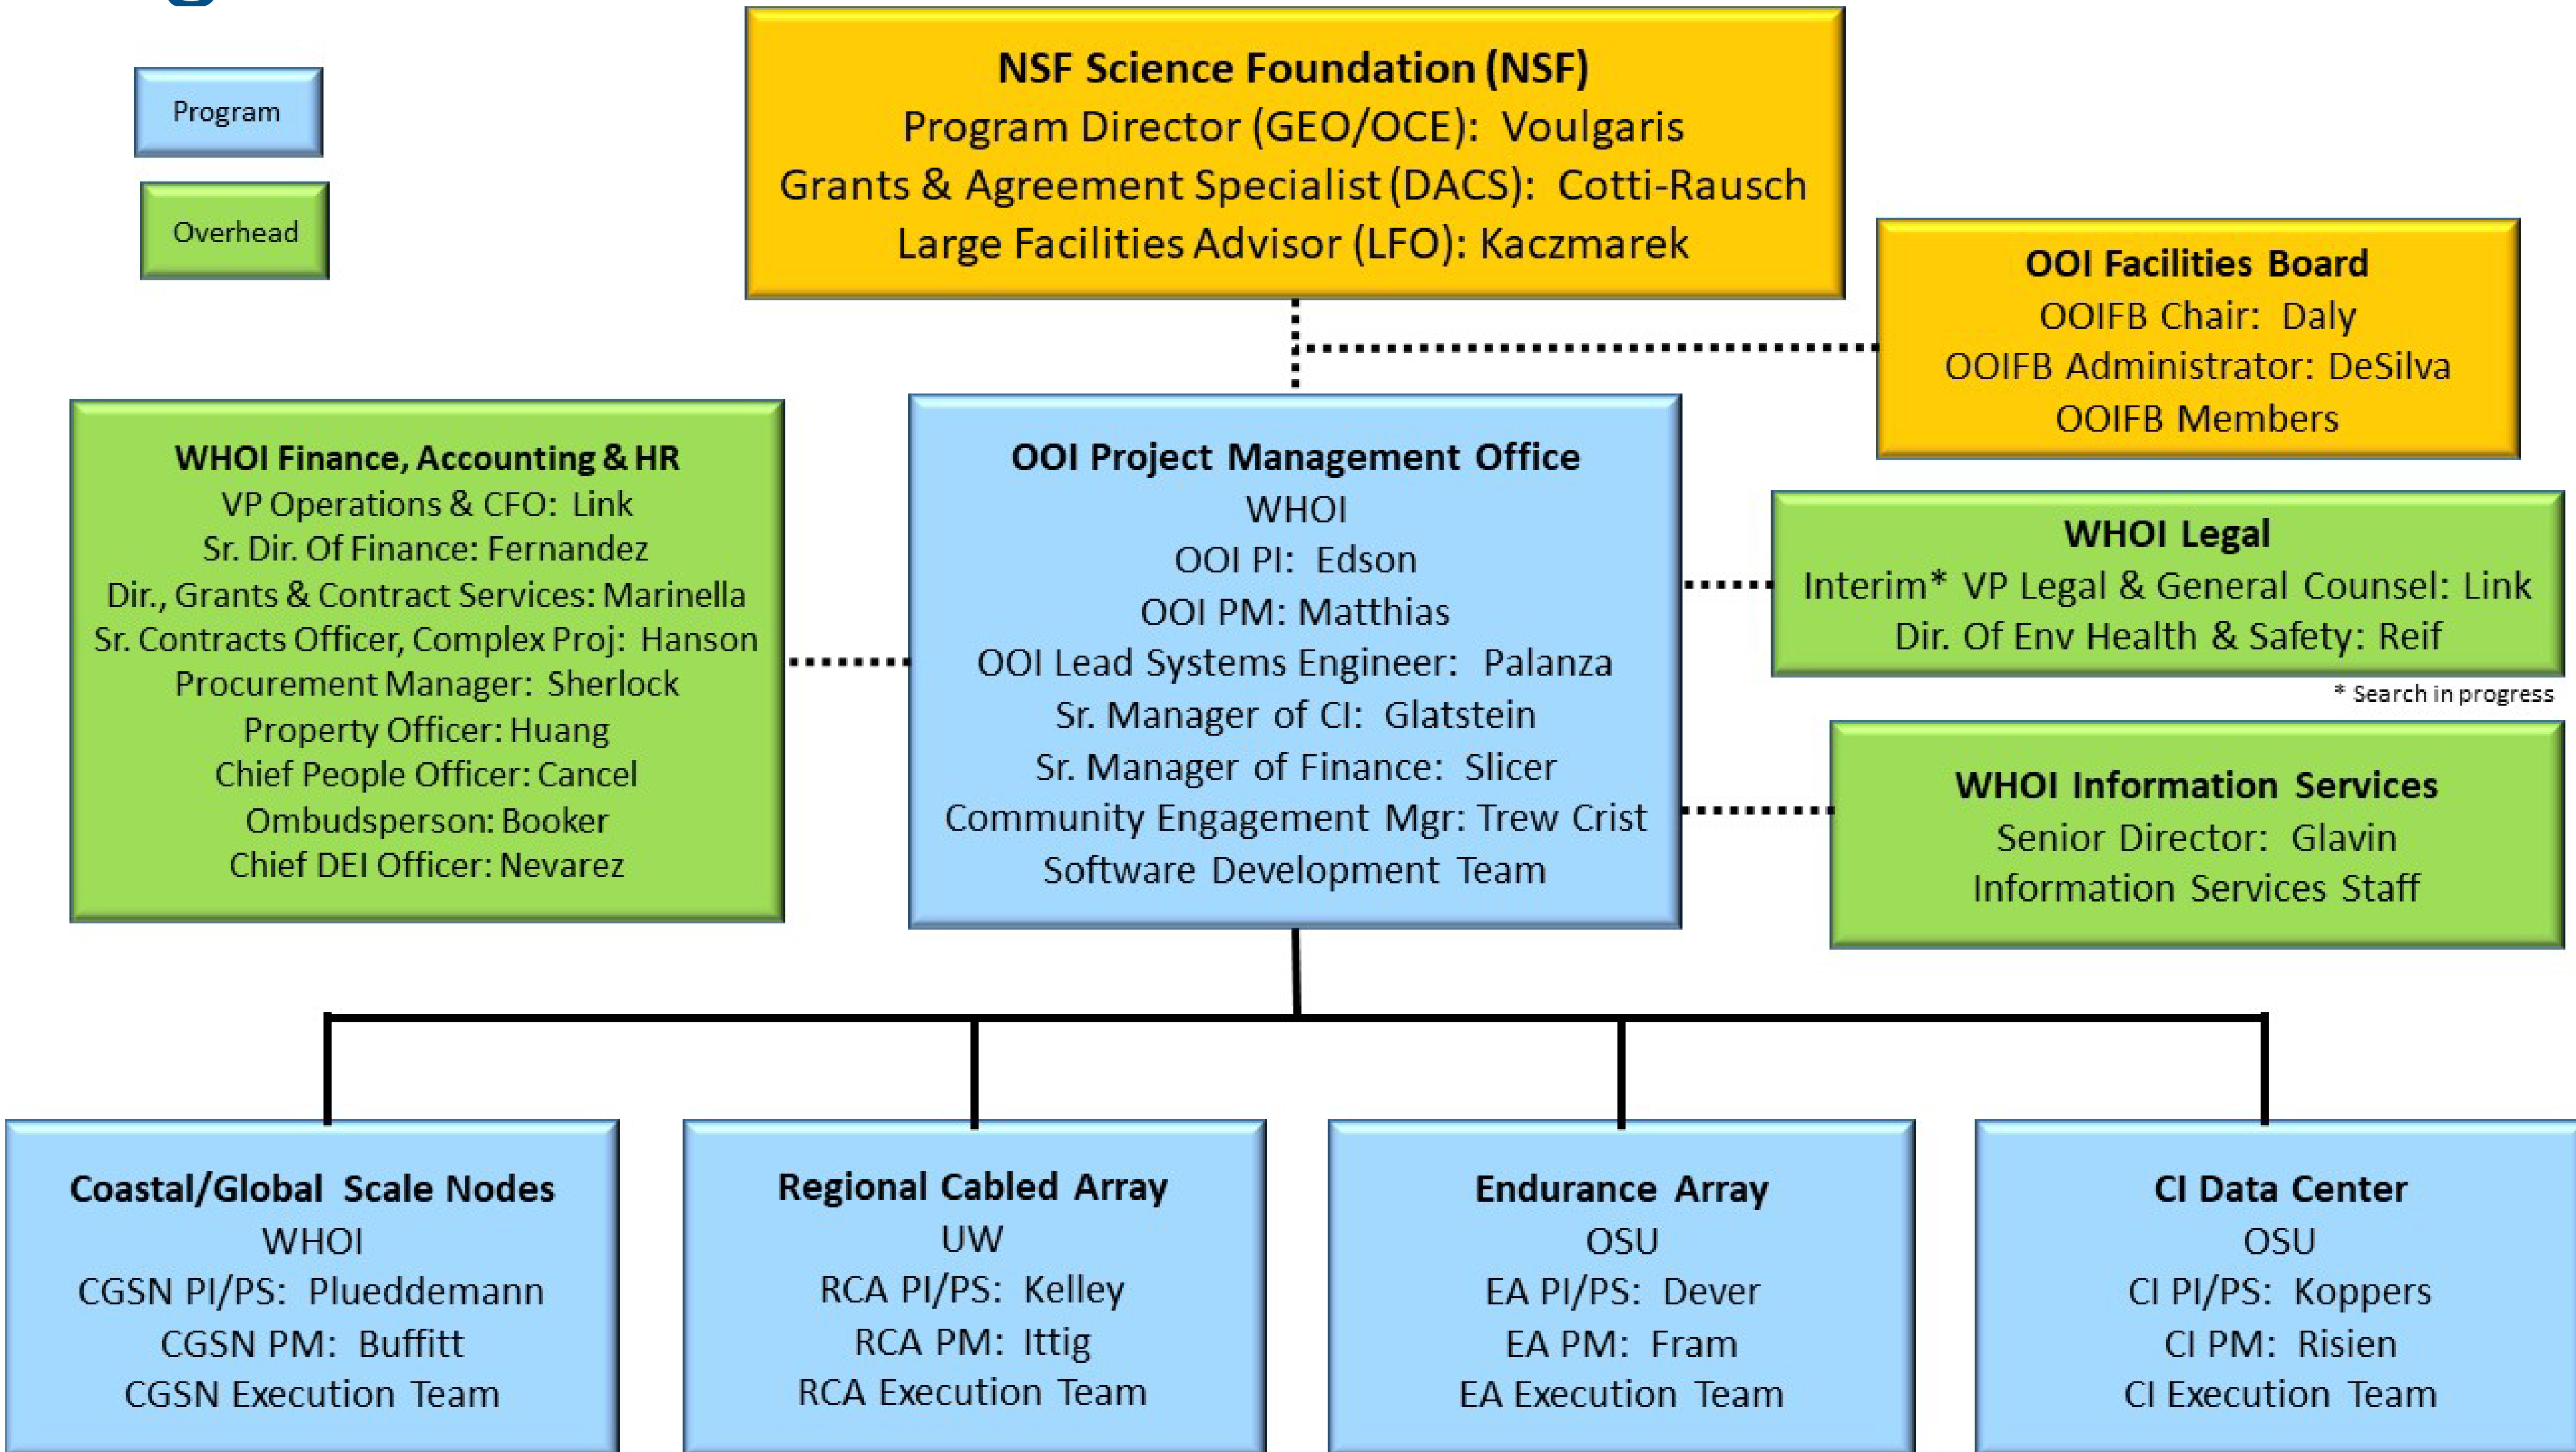 Program
Overhead
NSF Science Foundation (NSF)
Program Director (GEO/OCE): Voulgaris
Grants & Agreement Specialist (DACS): Cotti-Rausch
Large Facilities Advisor (LFO): Kaczmarek
OOI Facilities Board
OOIFB Chair: Daly
OOIFB Administrator: DeSilva
OOIFB Members
WHOI Finance, Accounting & HR
VP Operations & CFO: Link
Sr. Dir. Of Finance: Fernandez
Dir., Grants & Contract Services: Marinella
Sr. Contracts Officer, Complex Proj: Hanson
Procurement Manager: Sherlock
Property Officer: Huang
Chief People Officer: Cancel
Ombudsperson: Booker
Chief DEI Officer: Nevarez
OOI Project Management Office
WHOI
OOI PI: Edson
OOI PM: Matthias
OOI Lead Systems Engineer: Palanza
Sr. Manager of CI: Glatstein
Sr. Manager of Finance: Slicer
Community Engagement Mgr: Trew Crist
Software Development Team
WHOI Legal
Interim* VP Legal & General Counsel: Link
Dir. Of Env Health & Safety: Reif
* Search in progress
WHOI Information Services
Senior Director: Glavin
Information Services Staff
Coastal/Global Scale Nodes
WHOI
CGSN PI/PS: Plueddemann
CGSN PM: Buffitt
CGSN Execution Team
Regional Cabled Array
UW
RCA PI/PS: Kelley
RCA PM: Ittig
RCA Execution Team
Endurance Array
OSU
EA PI/PS: Dever
EA PM: Fram
EA Execution Team
CI Data Center
OSU
CI PI/PS: Koppers
CI PM: Risien
CI Execution Team